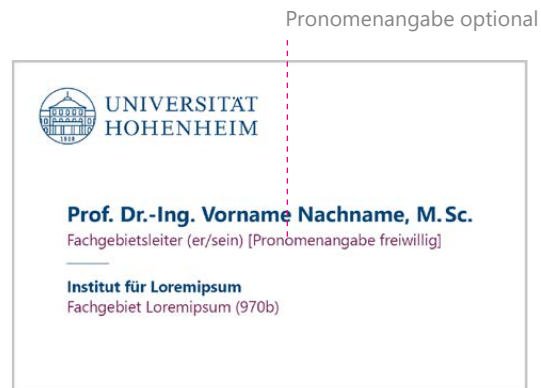 Pronomenangabe optional
UNIVERSITÄT
HOHENHEIM
1818
Prof. Dr.-Ing. Vorname Nachname, M. Sc.
Fachgebietsleiter (er/sein) [Pronomenangabe freiwillig]
Institut für Loremipsum
Fachgebiet Loremipsum (970b)